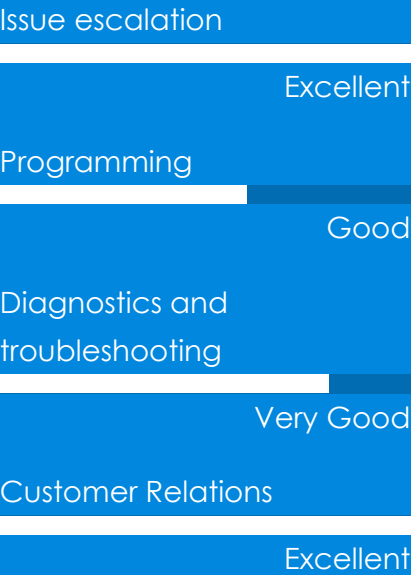 Issue escalation
Excellent
Programming
Good
Diagnostics and
troubleshooting
Very Good
Customer Relations
Excellent